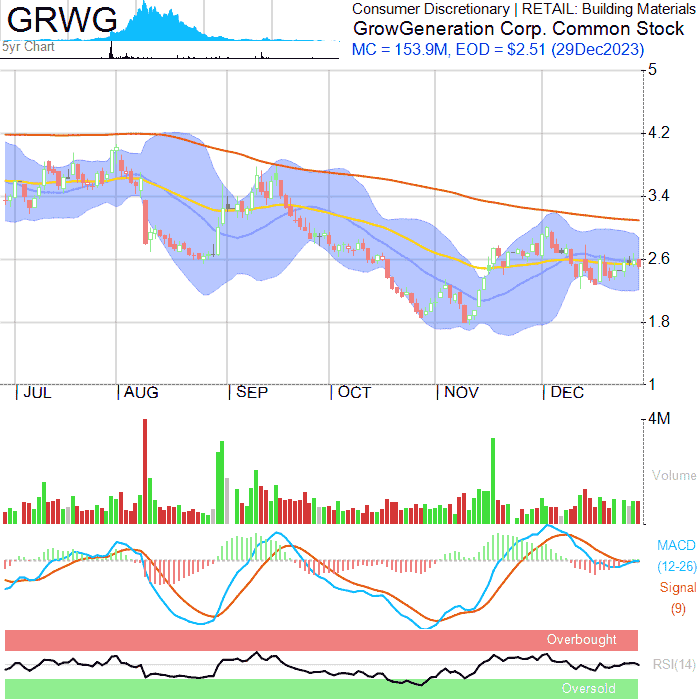 GRWG
5yr Chart
Consumer Discretionary | RETAIL: Building Materials
GrowGeneration Corp. Common Stock
MC = 153.9M, EOD = $2.51 (29Dec2023)
5
4.2
3.4
2.6
1.8
1
JUL AUG SEP OCT NOV DEC
4M
Volume
MACD
(12-26)
Signal
(9)
Overbought
RSI(14)
Oversold